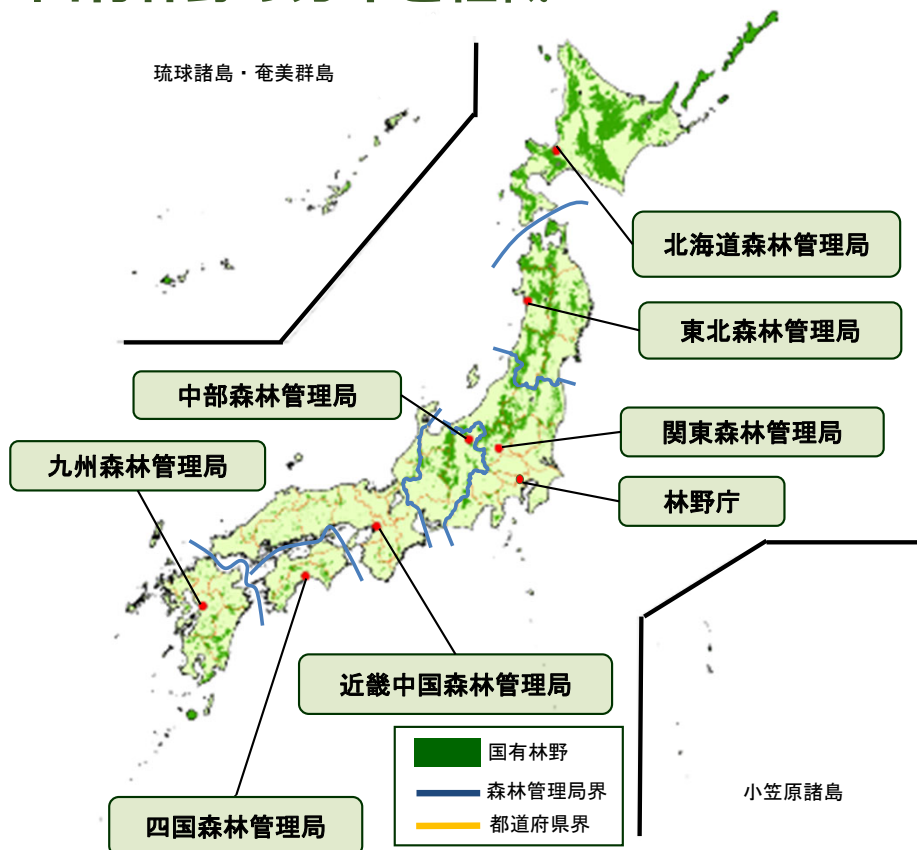 琉球諸島・奄美群島
北海道森林管理局
東北森林管理局
中部森林管理局
関東森林管理局
九州森林管理局
林野庁
近畿中国森林管理局
国有林野
森林管理局界
都道府県界
小笠原諸島
四国森林管理局